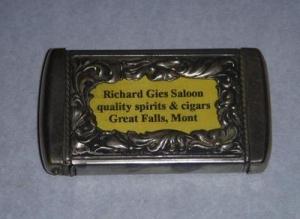 Richard Gies Saloon
quality spirits & cigars
Great Falls, Mont